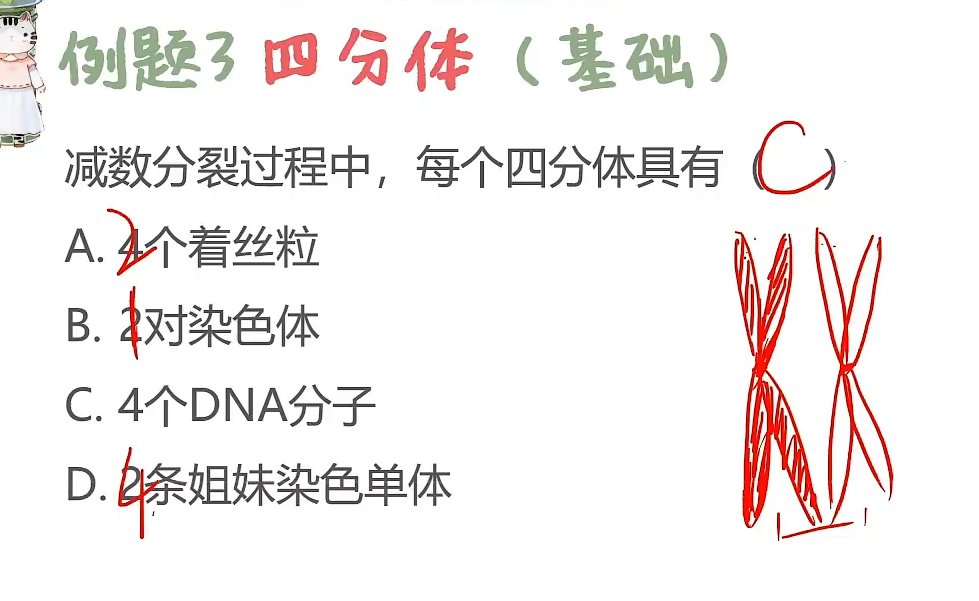 例题3 四分体（基础）
减数分裂过程中，每个四分体具有（C）
A. 4个着丝粒
2
B. 2对染色体
1
C. 4个DNA分子
D. 2条姐妹染色单体
4